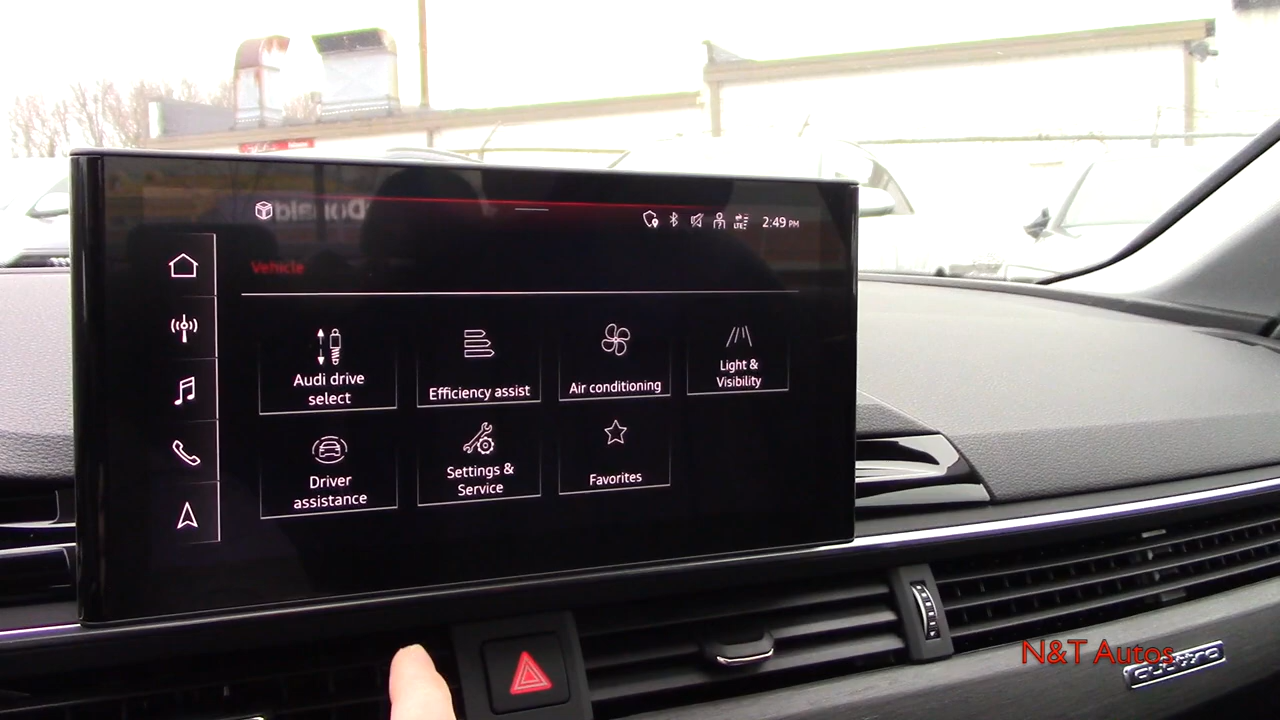 LTE
2:49 PM
Vehicle
Audi drive
select
Efficiency assist
Air conditioning
Light &
Visibility
Driver
assistance
Settings &
Service
Favorites
N&T Autos
quattro